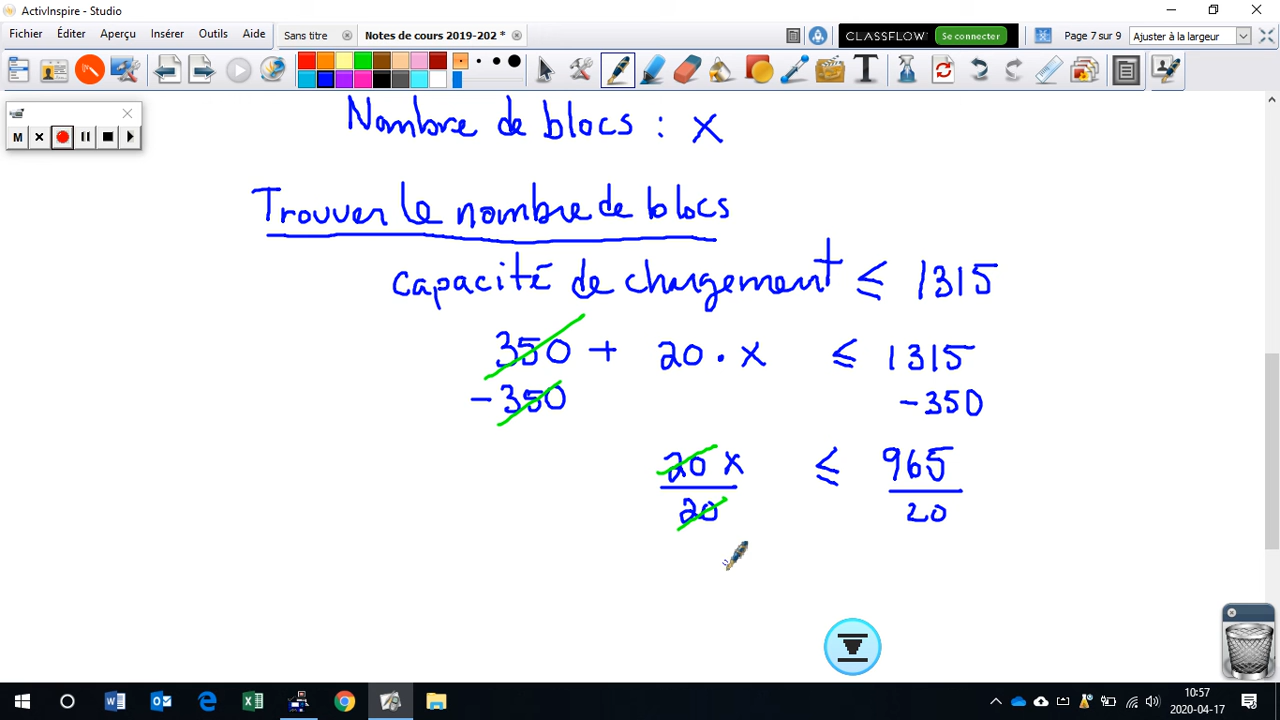 ActivInspire - Studio
Fichier Éditer Aperçu Insérer Outils Aide
Sans titre Notes de cours 2019-202 * CLASSFLOW Se connecter Page 7 sur 9 Ajuster à la largeur
M
Nombre de blocs : x
Trouver le nombre de blocs
capacité de chargement ≤ 1315
350 + 20 · x ≤ 1315
- 350 - 350
20 x ≤ 965
20 20
10:57
2020-04-17